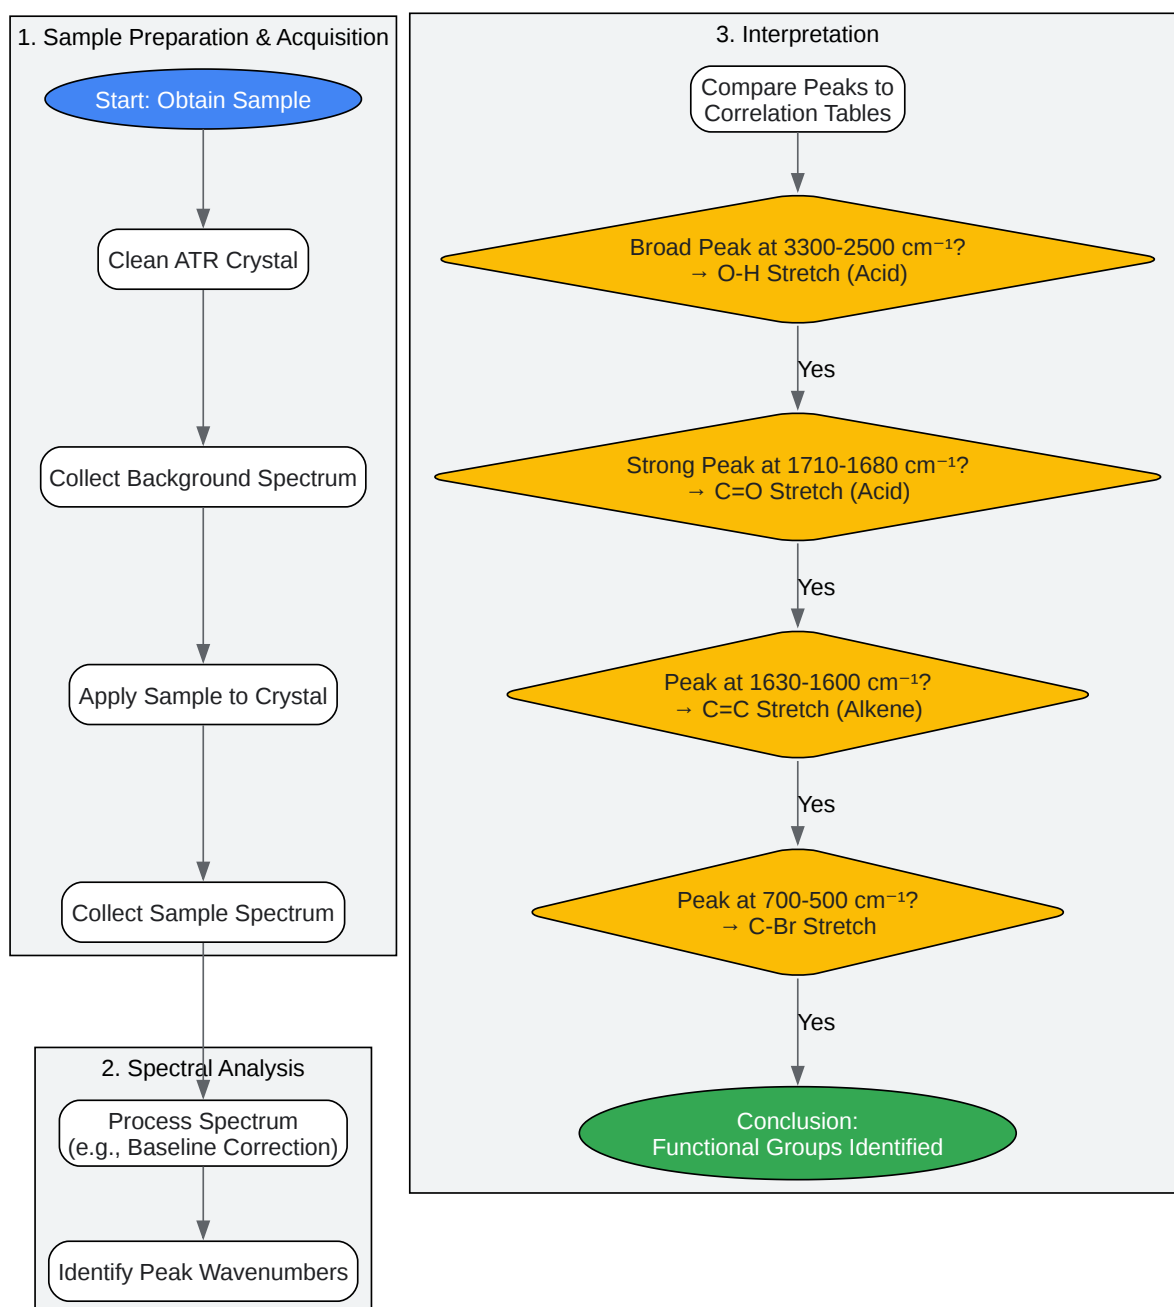 1. Sample Preparation & Acquisition
Start: Obtain Sample
Clean ATR Crystal
Collect Background Spectrum
Apply Sample to Crystal
Collect Sample Spectrum
2. Spectral Analysis
Process Spectrum
(e.g., Baseline Correction)
Identify Peak Wavenumbers
3. Interpretation
Compare Peaks to
Correlation Tables
Broad Peak at 3300-2500 cm⁻¹?
→ O-H Stretch (Acid)
Yes
Strong Peak at 1710-1680 cm⁻¹?
→ C=O Stretch (Acid)
Yes
Peak at 1630-1600 cm⁻¹?
→ C=C Stretch (Alkene)
Yes
Peak at 700-500 cm⁻¹?
→ C-Br Stretch
Yes
Conclusion:
Functional Groups Identified